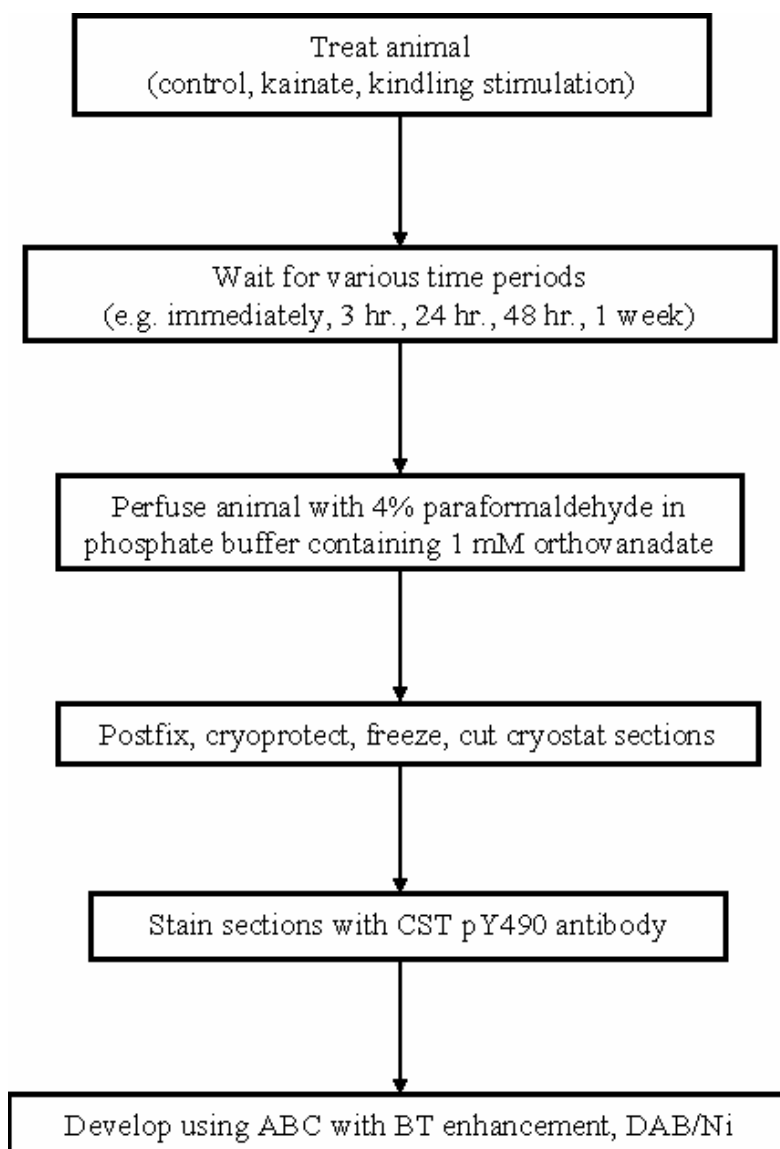 Treat animal
(control, kainate, kindling stimulation)
Wait for various time periods
(e.g. immediately, 3 hr., 24 hr., 48 hr., 1 week)
Perfuse animal with 4% paraformaldehyde in
phosphate buffer containing 1 mM orthovanadate
Postfix, cryoprotect, freeze, cut cryostat sections
Stain sections with CST pY490 antibody
Develop using ABC with BT enhancement, DAB/Ni